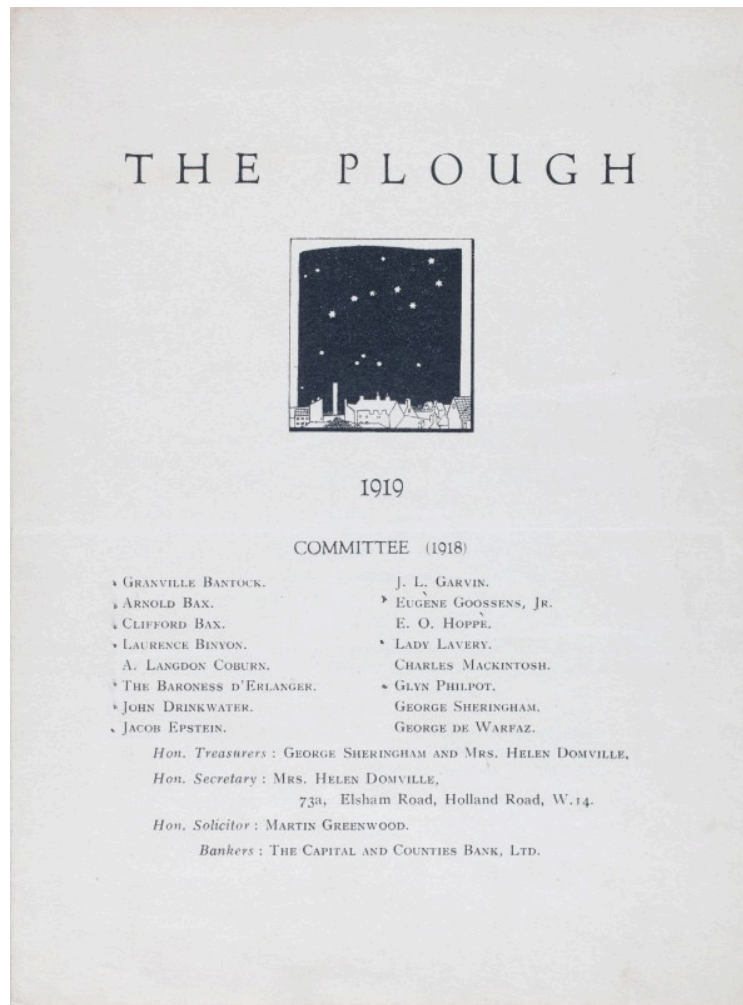 THE PLOUGH
1919
COMMITTEE (1918)
GRANVILLE BANTOCK.
ARNOLD BAX.
CLIFFORD BAX.
LAURENCE BINYON.
A. LANGDON COBURN.
THE BARONESS D'ERLANGER.
JOHN DRINKWATER.
JACOB EPSTEIN.
J. L. GARVIN.
EUGÈNE GOOSSENS, JR.
E. O. HOPPÈ.
LADY LAVERY.
CHARLES MACKINTOSH.
GLYN PHILPOT.
GEORGE SHERINGHAM.
GEORGE DE WARFAZ.
Hon. Treasurers : GEORGE SHERINGHAM AND MRS. HELEN DOMVILLE,
Hon. Secretary : MRS. HELEN DOMVILLE,
73a, Elsham Road, Holland Road, W.14.
Hon. Solicitor : MARTIN GREENWOOD.
Bankers : THE CAPITAL AND COUNTIES BANK, LTD.